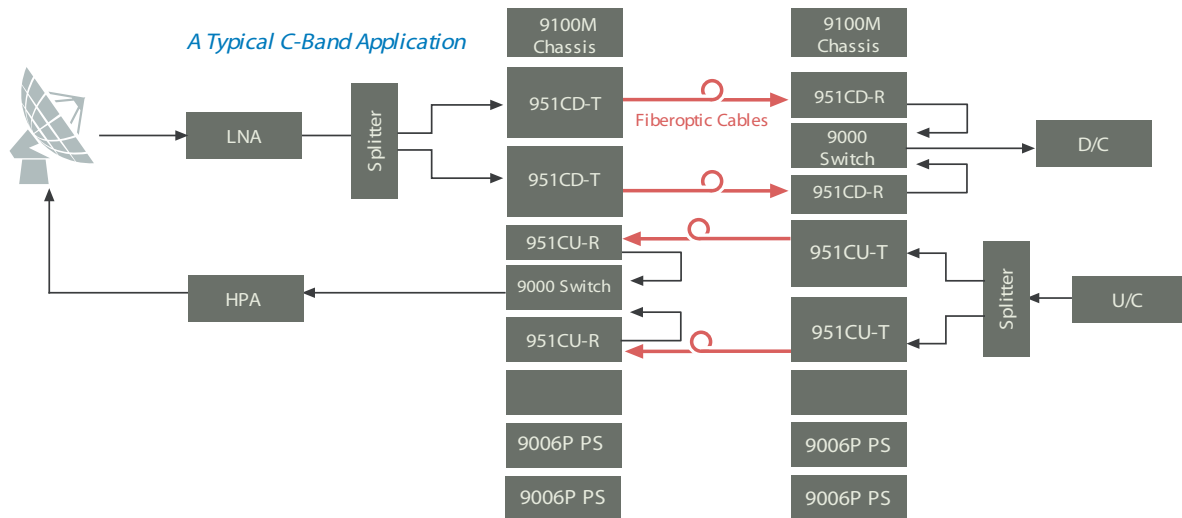 A Typical C-Band Application
9100M
Chassis
9100M
Chassis
LNA
Splitter
951CD-T
951CD-T
Fiberoptic Cables
951CD-R
9000
Switch
951CD-R
D/C
951CU-R
9000 Switch
951CU-R
HPA
951CU-T
951CU-T
Splitter
U/C
9006P PS
9006P PS
9006P PS
9006P PS